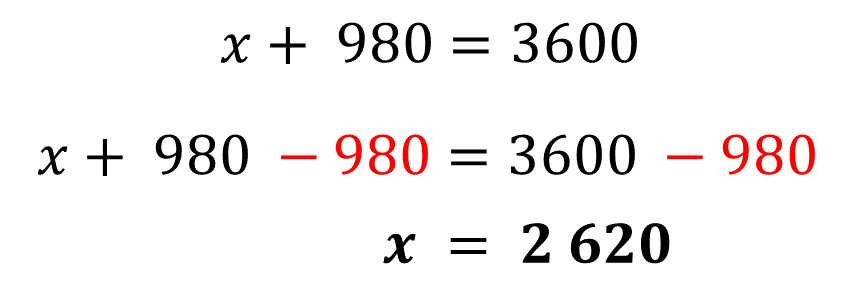 x + 980 = 3600
x + 980 − 980 = 3600 − 980
x = 2 620